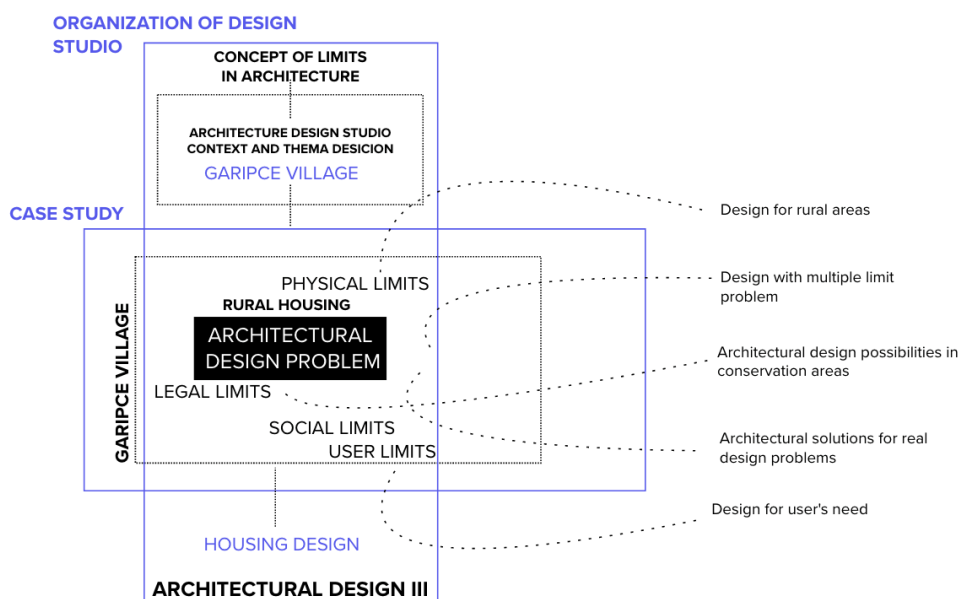 ORGANIZATION OF DESIGN
STUDIO
CONCEPT OF LIMITS
IN ARCHITECTURE
ARCHITECTURE DESIGN STUDIO
CONTEXT AND THEMA DESICION
GARIPCE VILLAGE
CASE STUDY
GARIPCE VILLAGE
PHYSICAL LIMITS
RURAL HOUSING
ARCHITECTURAL
DESIGN PROBLEM
LEGAL LIMITS
SOCIAL LIMITS
USER LIMITS
HOUSING DESIGN
ARCHITECTURAL DESIGN III
Design for rural areas
Design with multiple limit
problem
Architectural design possibilities in
conservation areas
Architectural solutions for real
design problems
Design for user's need